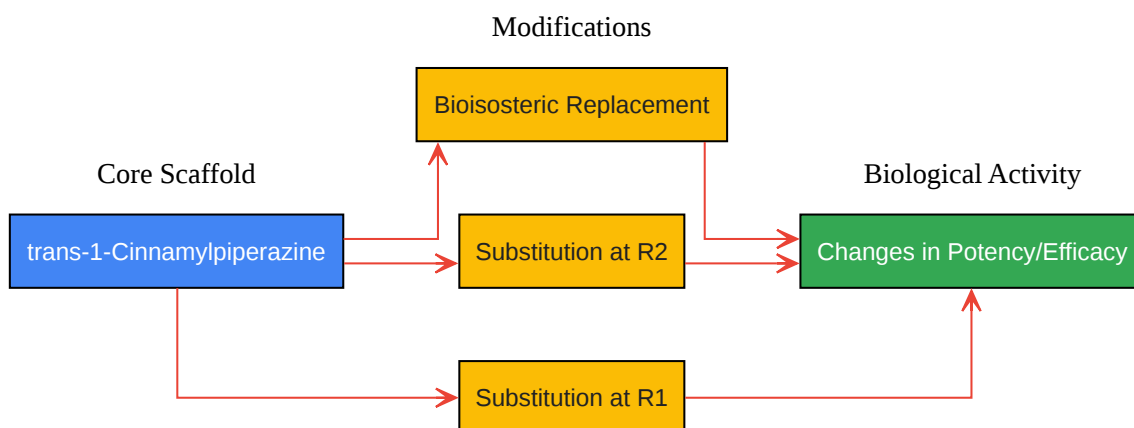 Modifications
Bioisosteric Replacement
Core Scaffold
Biological Activity
trans-1-Cinnamylpiperazine
Substitution at R2
Changes in Potency/Efficacy
Substitution at R1